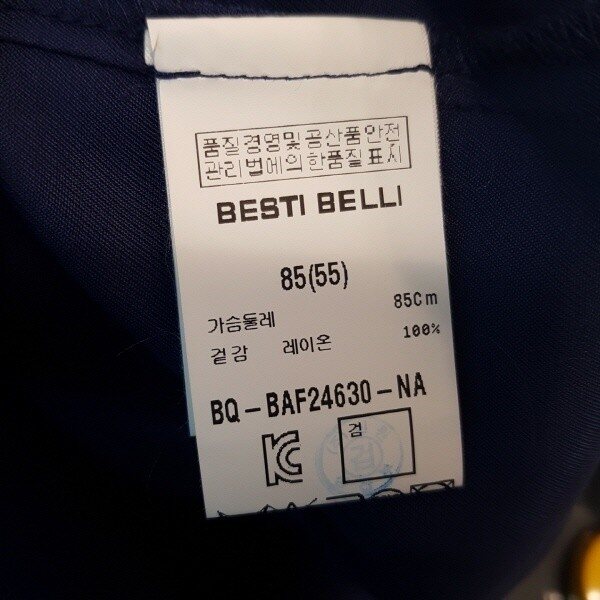 품질경영및공산품안전
관리법에의한품질표시
BESTI BELLI
85(55)
가슴둘레 85Cm
겉감 레이온 100%
BQ-BAF24630-NA
검
검